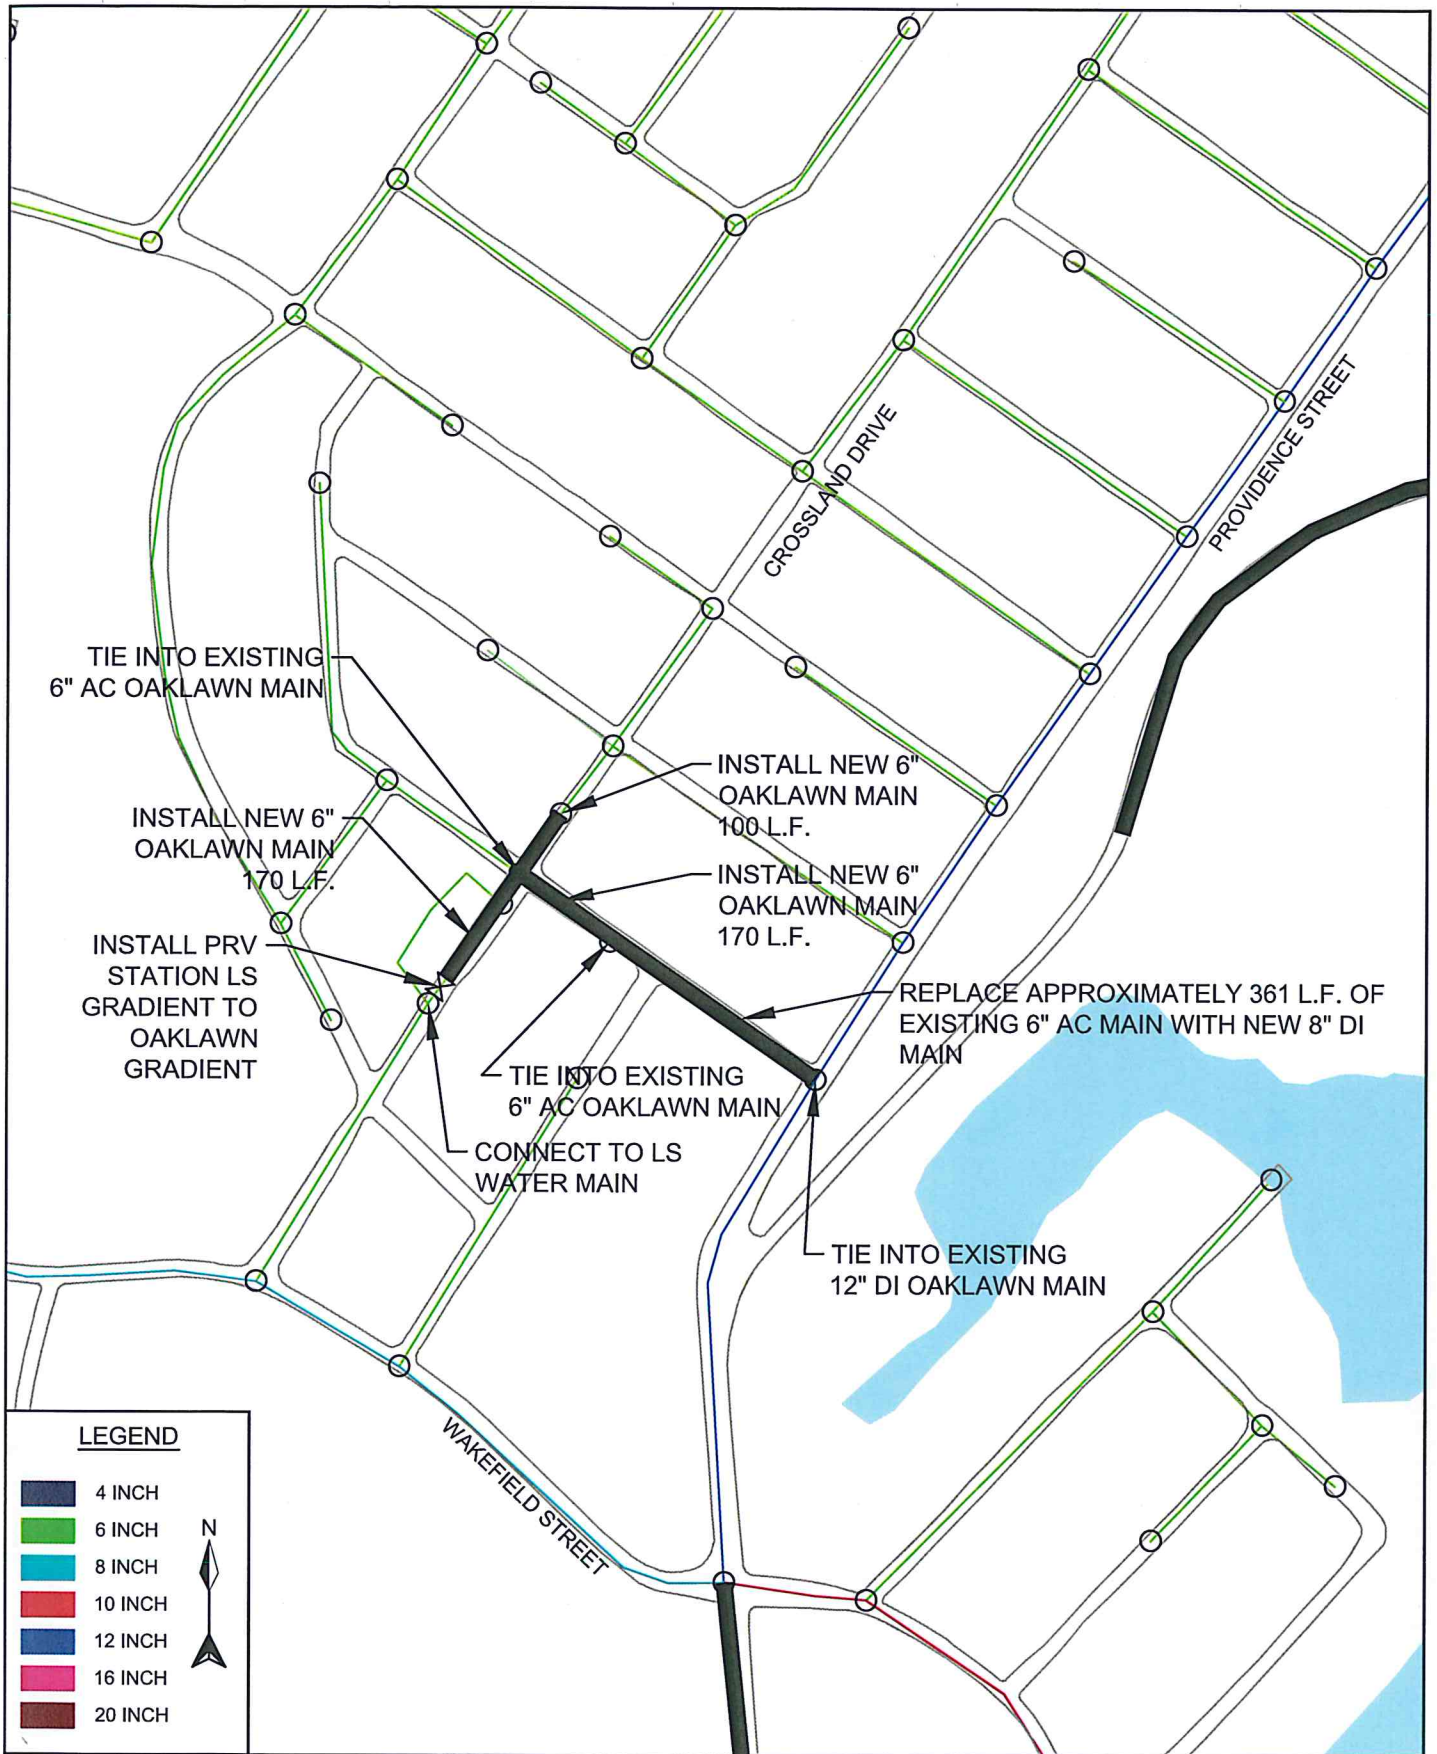 CROSSLAND DRIVE
PROVIDENCE STREET
TIE INTO EXISTING
6" AC OAKLAWN MAIN
INSTALL NEW 6"
OAKLAWN MAIN
100 L.F.
INSTALL NEW 6"
OAKLAWN MAIN
170 L.F.
INSTALL NEW 6"
OAKLAWN MAIN
170 L.F.
INSTALL PRV
STATION LS
GRADIENT TO
OAKLAWN
GRADIENT
REPLACE APPROXIMATELY 361 L.F. OF
EXISTING 6" AC MAIN WITH NEW 8" DI
MAIN
TIE INTO EXISTING
6" AC OAKLAWN MAIN
CONNECT TO LS
WATER MAIN
TIE INTO EXISTING
12" DI OAKLAWN MAIN
WAKEFIELD STREET
LEGEND
4 INCH
6 INCH
8 INCH
10 INCH
12 INCH
16 INCH
20 INCH
N